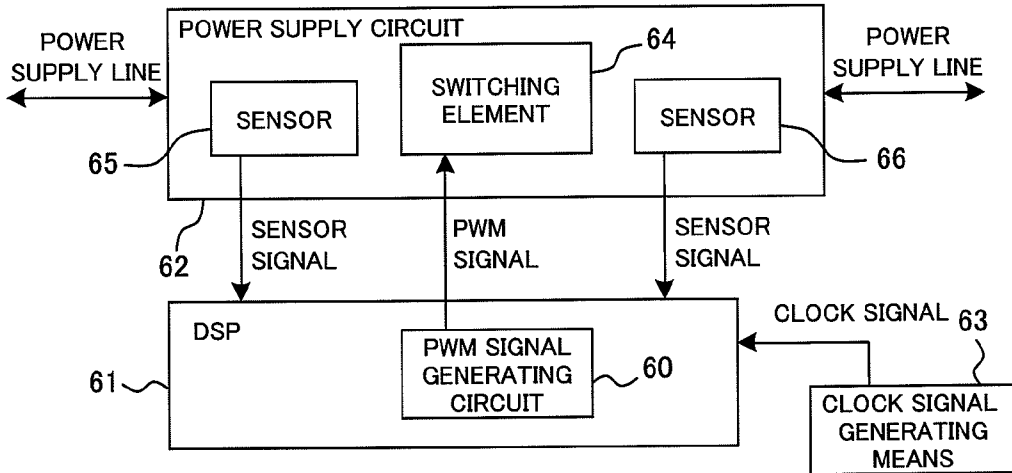 POWER SUPPLY CIRCUIT
64
POWER
SUPPLY LINE
POWER
SUPPLY LINE
SWITCHING
ELEMENT
SENSOR
SENSOR
65
66
62
SENSOR
SIGNAL
PWM
SIGNAL
SENSOR
SIGNAL
DSP
CLOCK SIGNAL
63
PWM SIGNAL
GENERATING
CIRCUIT
60
61
CLOCK SIGNAL
GENERATING
MEANS